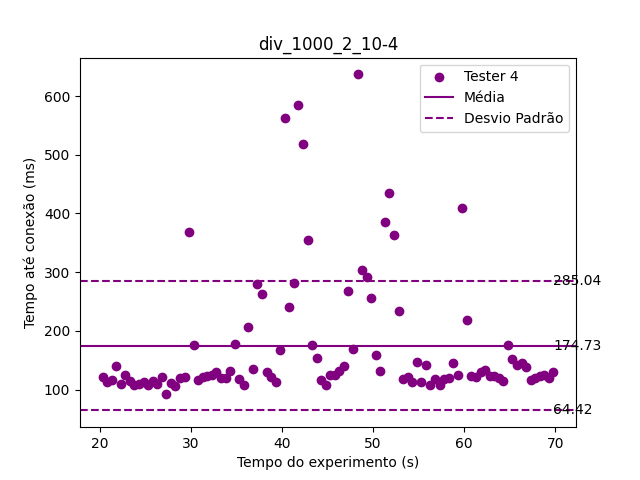 div_1000_2_10-4
Tester 4
Média
Desvio Padrão
Tempo até conexão (ms)
600
500
400
300
200
100
285.04
174.73
64.42
20 30 40 50 60 70
Tempo do experimento (s)